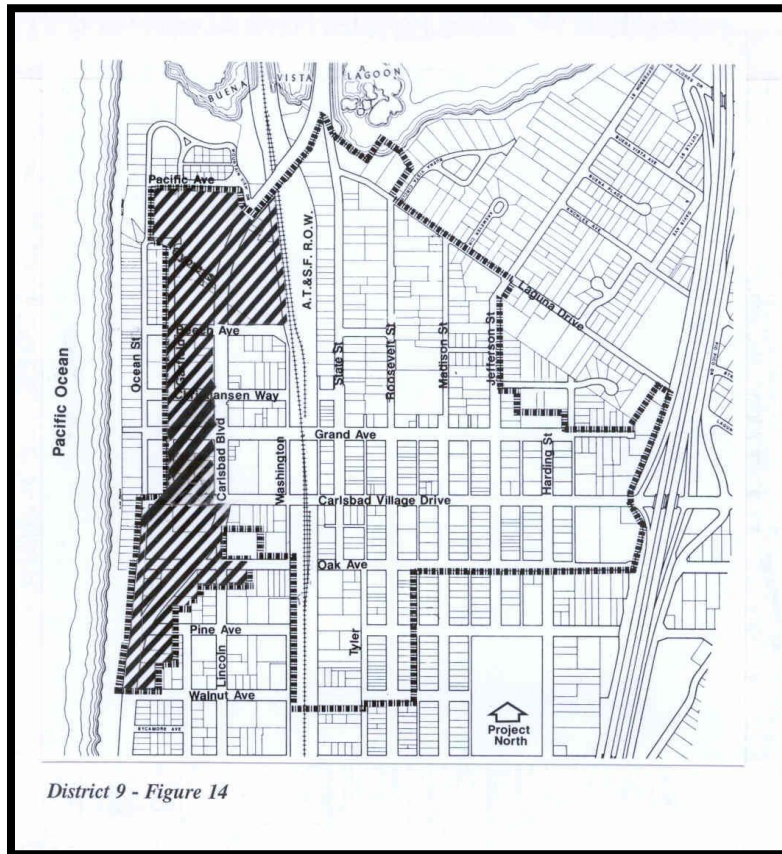 BUENA VISTA LAGOON
Pacific Ave
A.T.&S.F. R.O.W.
Laguna Drive
Beech Ave
Ocean St
Garfield
State St
Roosevelt St
Madison St
Jefferson St
Pacific Ocean
Christiansen Way
Grand Ave
Carlsbad Blvd
Washington
Harding St
Carlsbad Village Drive
Oak Ave
Pine Ave
Lincoln
Tyler
Walnut Ave
SYCAMORE AVE
Project
North
District 9 - Figure 14